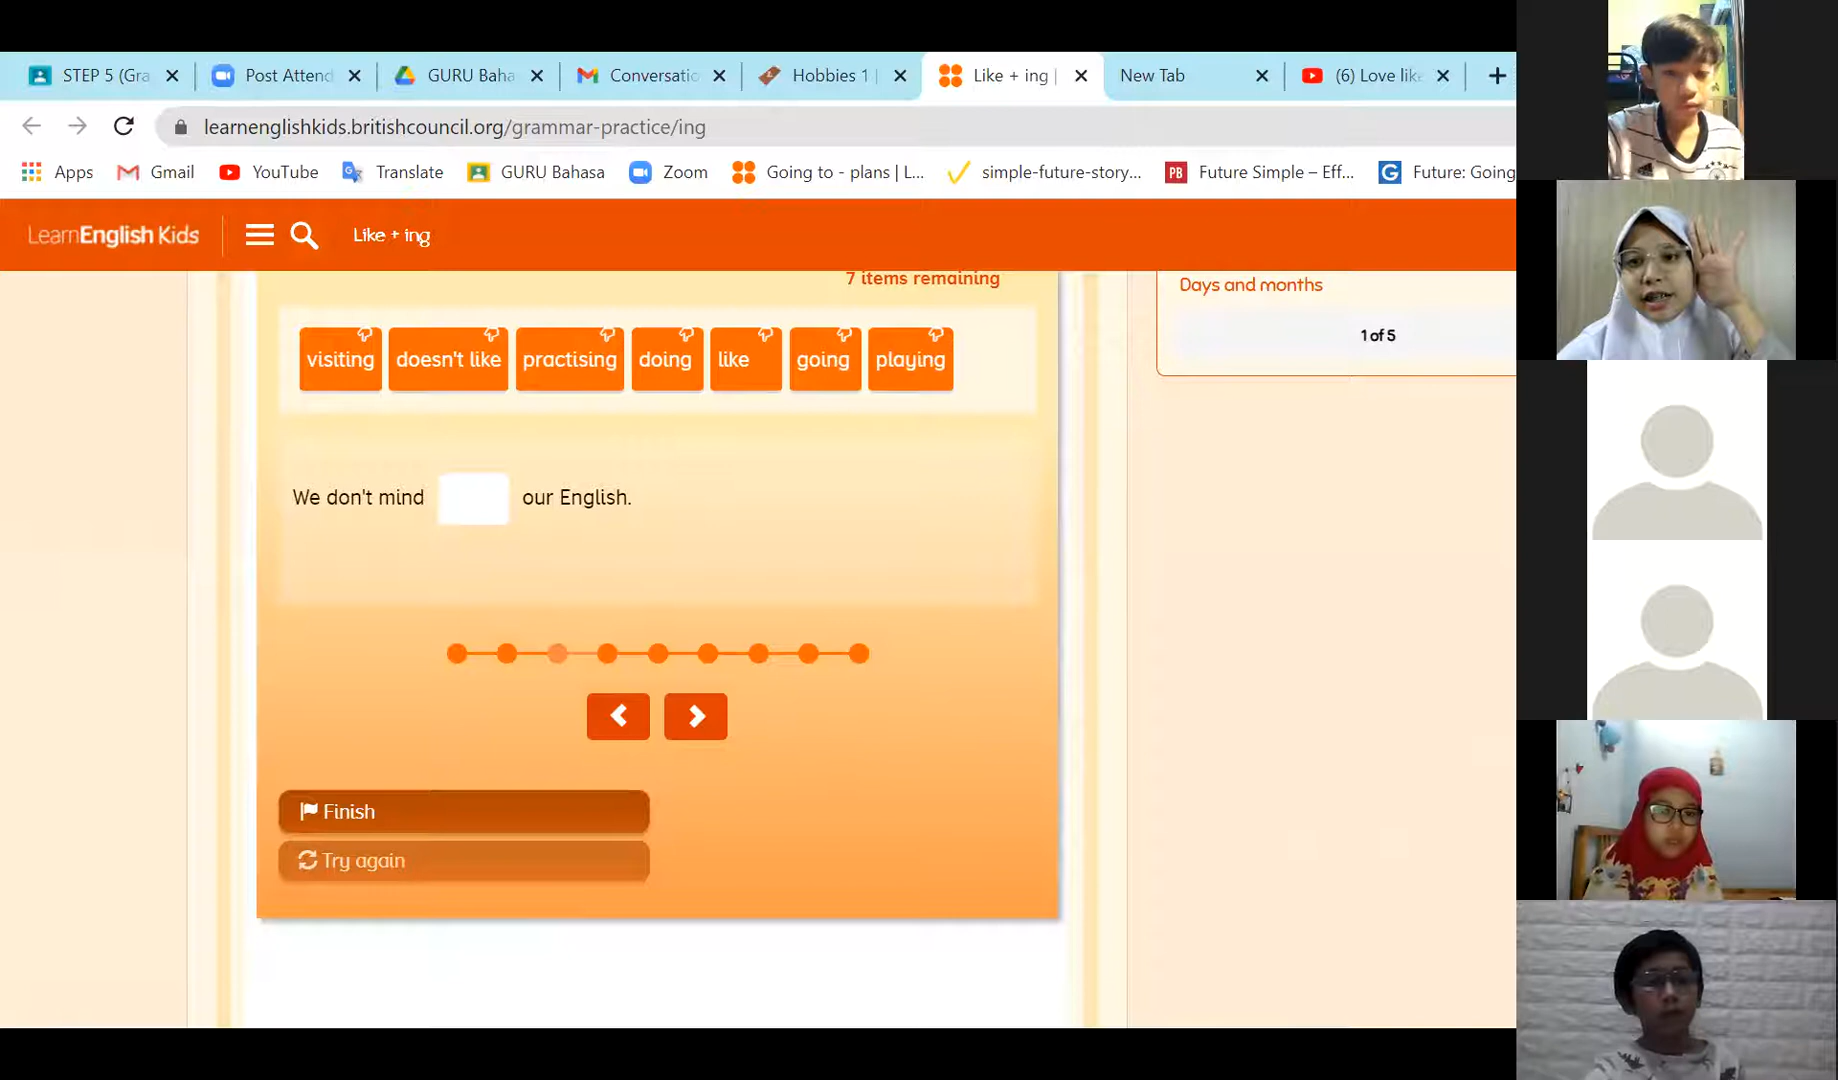 STEP 5 (Gra
Post Attend
GURU Baha
Conversatio
Hobbies 1 |
Like + ing |
New Tab
(6) Love like
learnenglishkids.britishcouncil.org/grammar-practice/ing
Apps
Gmail
YouTube
Translate
GURU Bahasa
Zoom
Going to - plans | L...
simple-future-story...
PB
Future Simple – Eff...
G
Future: Going
LearnEnglish Kids
Like + ing
7 items remaining
Days and months
1 of 5
visiting
doesn't like
practising
doing
like
going
playing
We don't mind our English.
Finish
Try again